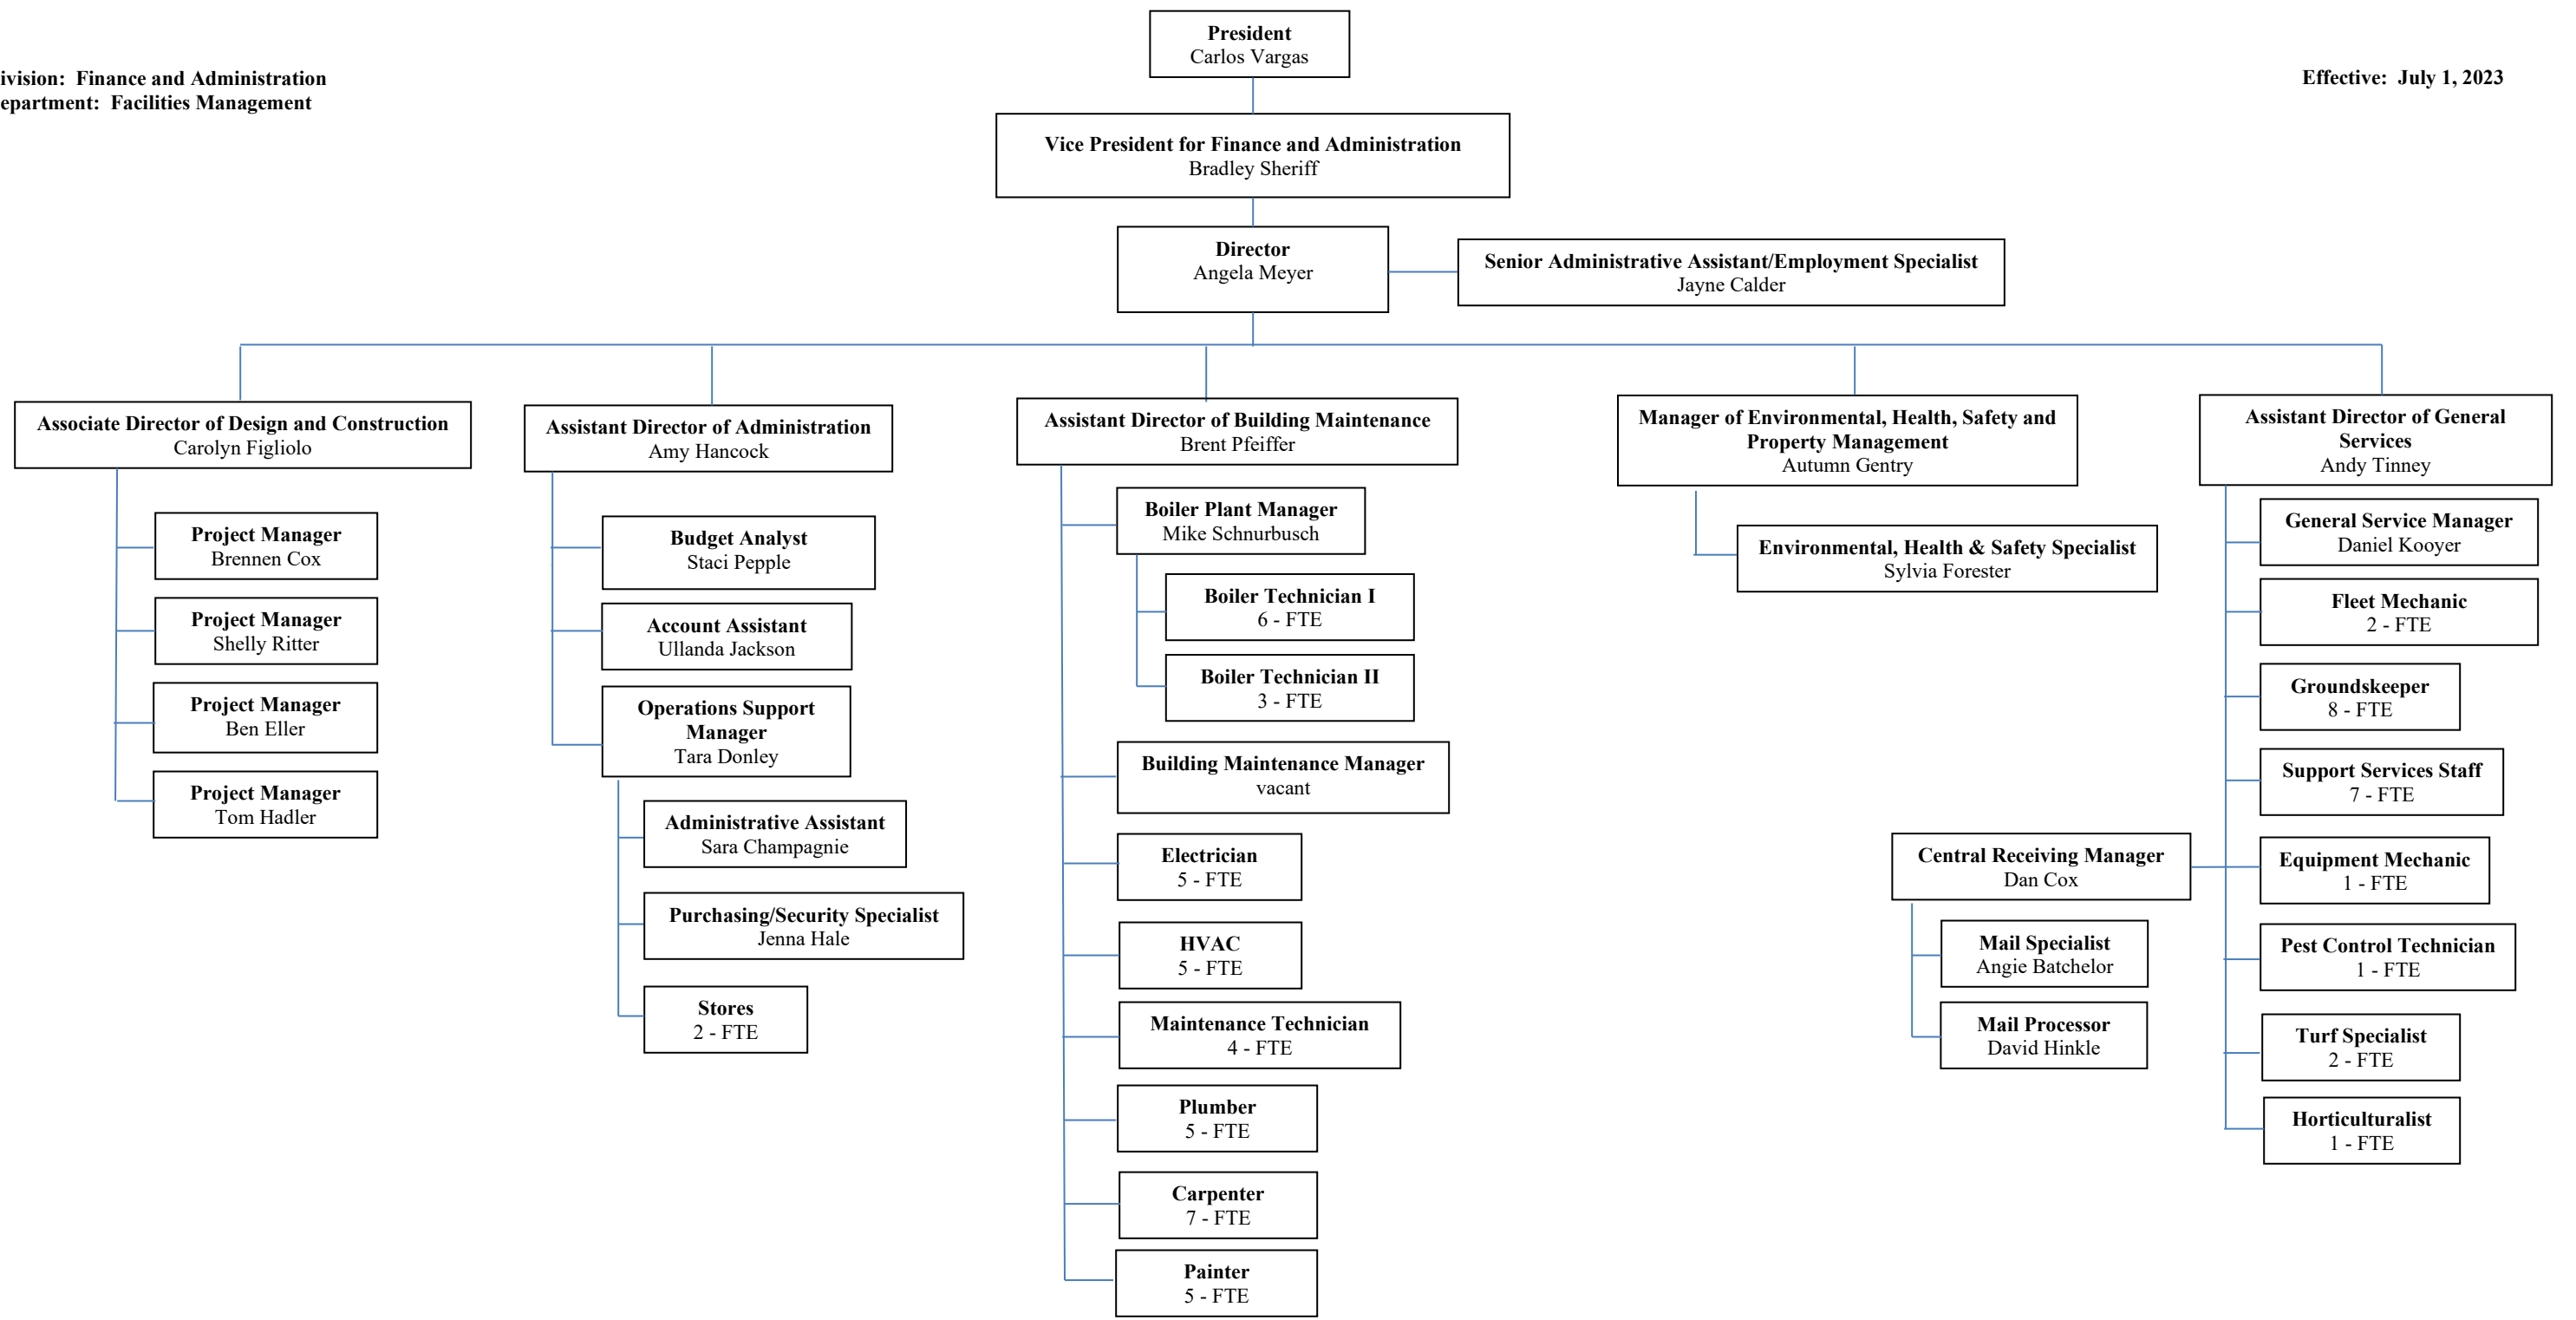 President
Carlos Vargas
ivision: Finance and Administration
epartment: Facilities Management
Effective: July 1, 2023
Vice President for Finance and Administration
Bradley Sheriff
Director
Angela Meyer
Senior Administrative Assistant/Employment Specialist
Jayne Calder
Associate Director of Design and Construction
Carolyn Figliolo
Project Manager
Brennen Cox
Project Manager
Shelly Ritter
Project Manager
Ben Eller
Project Manager
Tom Hadler
Assistant Director of Administration
Amy Hancock
Budget Analyst
Staci Pepple
Account Assistant
Ullanda Jackson
Operations Support
Manager
Tara Donley
Administrative Assistant
Sara Champagnie
Purchasing/Security Specialist
Jenna Hale
Stores
2 - FTE
Assistant Director of Building Maintenance
Brent Pfeiffer
Boiler Plant Manager
Mike Schnurbusch
Boiler Technician I
6 - FTE
Boiler Technician II
3 - FTE
Building Maintenance Manager
vacant
Electrician
5 - FTE
HVAC
5 - FTE
Maintenance Technician
4 - FTE
Plumber
5 - FTE
Carpenter
7 - FTE
Painter
5 - FTE
Manager of Environmental, Health, Safety and
Property Management
Autumn Gentry
Environmental, Health & Safety Specialist
Sylvia Forester
Assistant Director of General
Services
Andy Tinney
General Service Manager
Daniel Kooyer
Fleet Mechanic
2 - FTE
Groundskeeper
8 - FTE
Support Services Staff
7 - FTE
Central Receiving Manager
Dan Cox
Mail Specialist
Angie Batchelor
Mail Processor
David Hinkle
Equipment Mechanic
1 - FTE
Pest Control Technician
1 - FTE
Turf Specialist
2 - FTE
Horticulturalist
1 - FTE